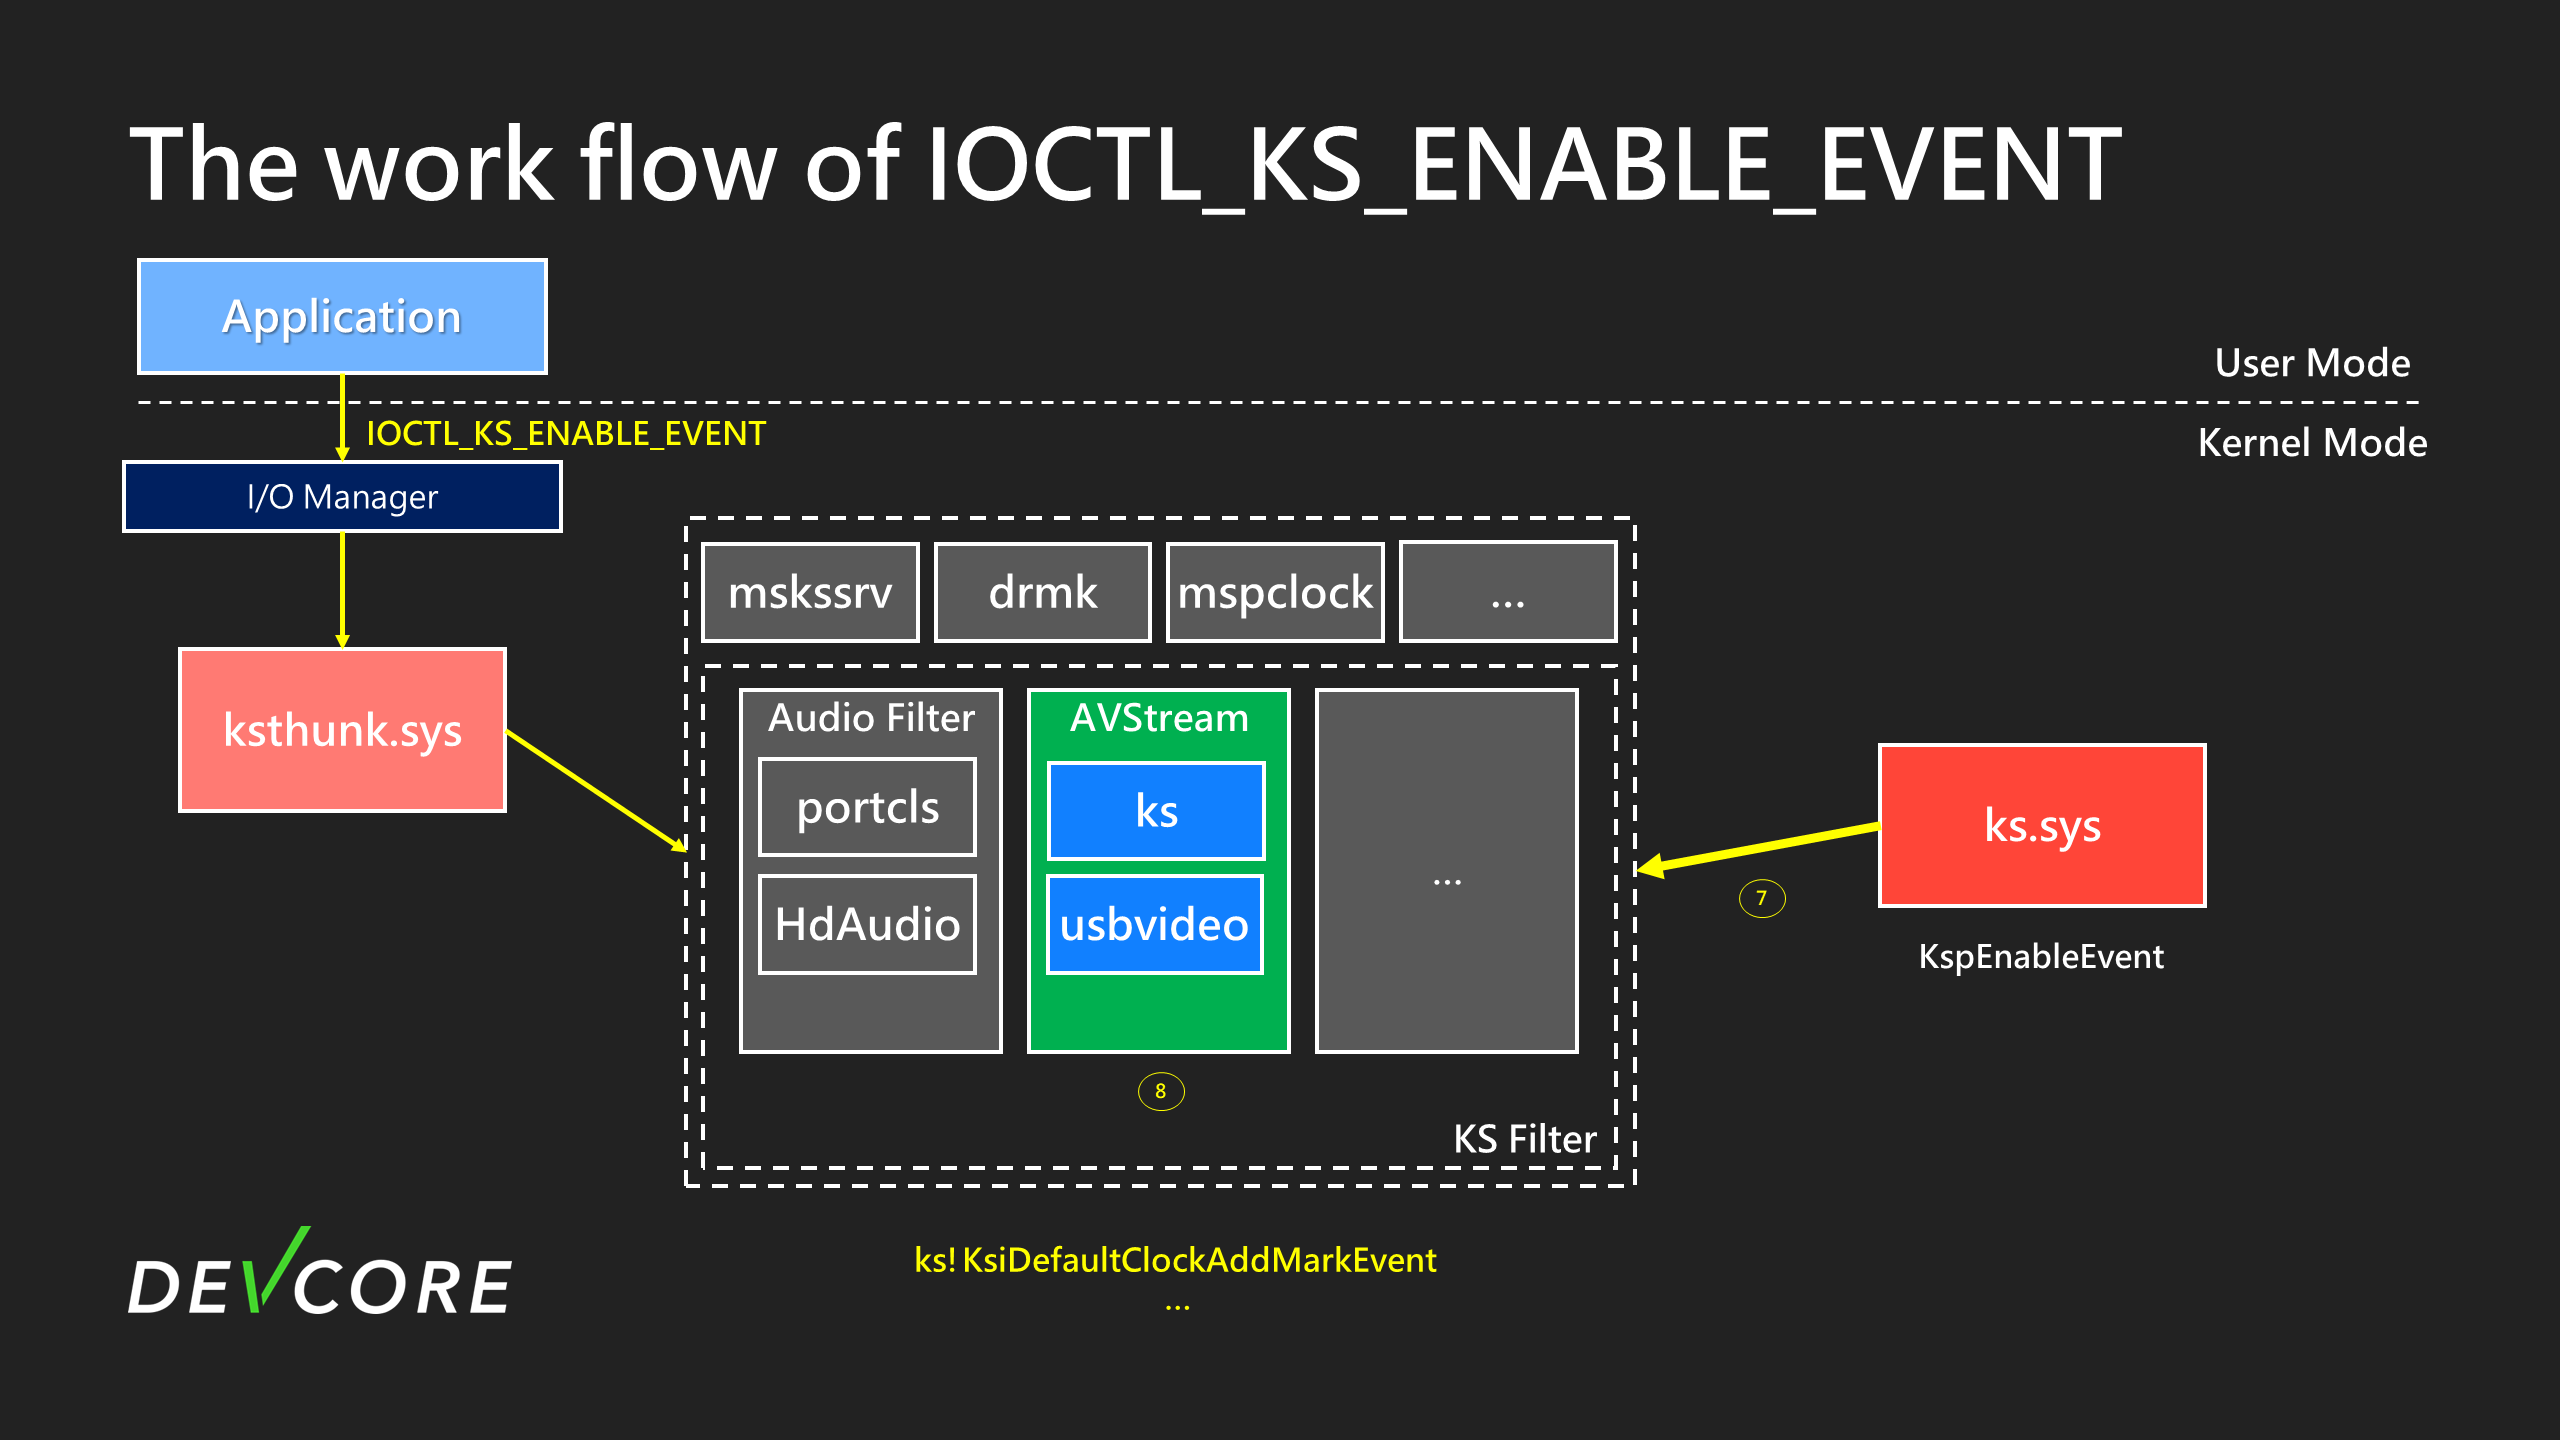 The work flow of IOCTL_KS_ENABLE_EVENT
Application
User Mode
IOCTL_KS_ENABLE_EVENT
Kernel Mode
I/O Manager
mskssrv
drmk
mspclock
...
ksthunk.sys
Audio Filter
portcls
HdAudio
AVStream
ks
usbvideo
...
ks.sys
7
KspEnableEvent
8
KS Filter
DEVCORE
ks!KsiDefaultClockAddMarkEvent
...